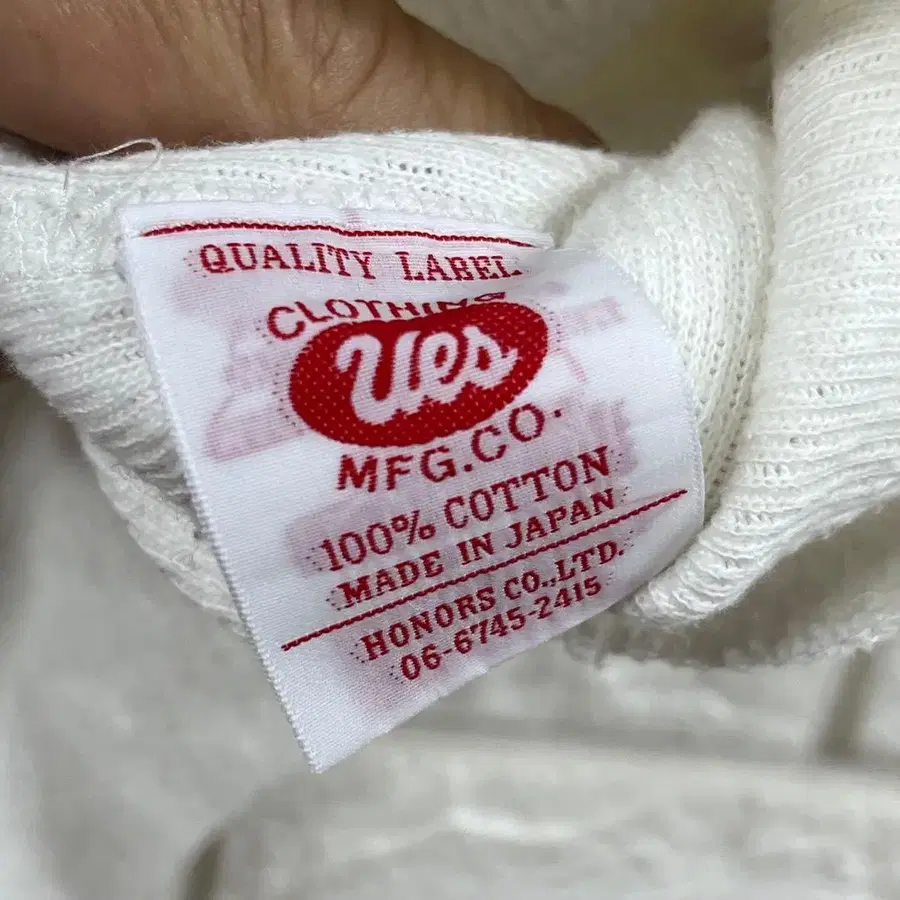 QUALITY LABEL
CLOTHING
Ues
MFG.CO.
100% COTTON
MADE IN JAPAN
HONORS CO.,LTD.
06-6745-2415